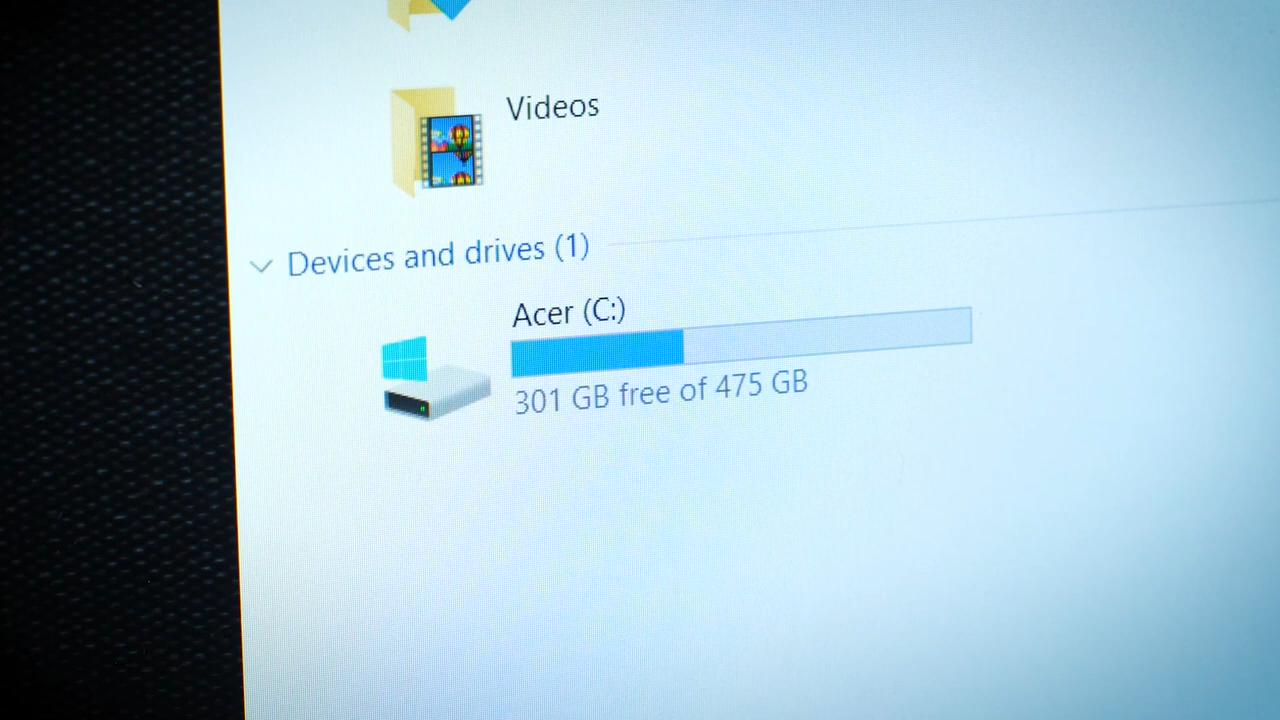 Videos
Devices and drives (1)
Acer (C:)
301 GB free of 475 GB